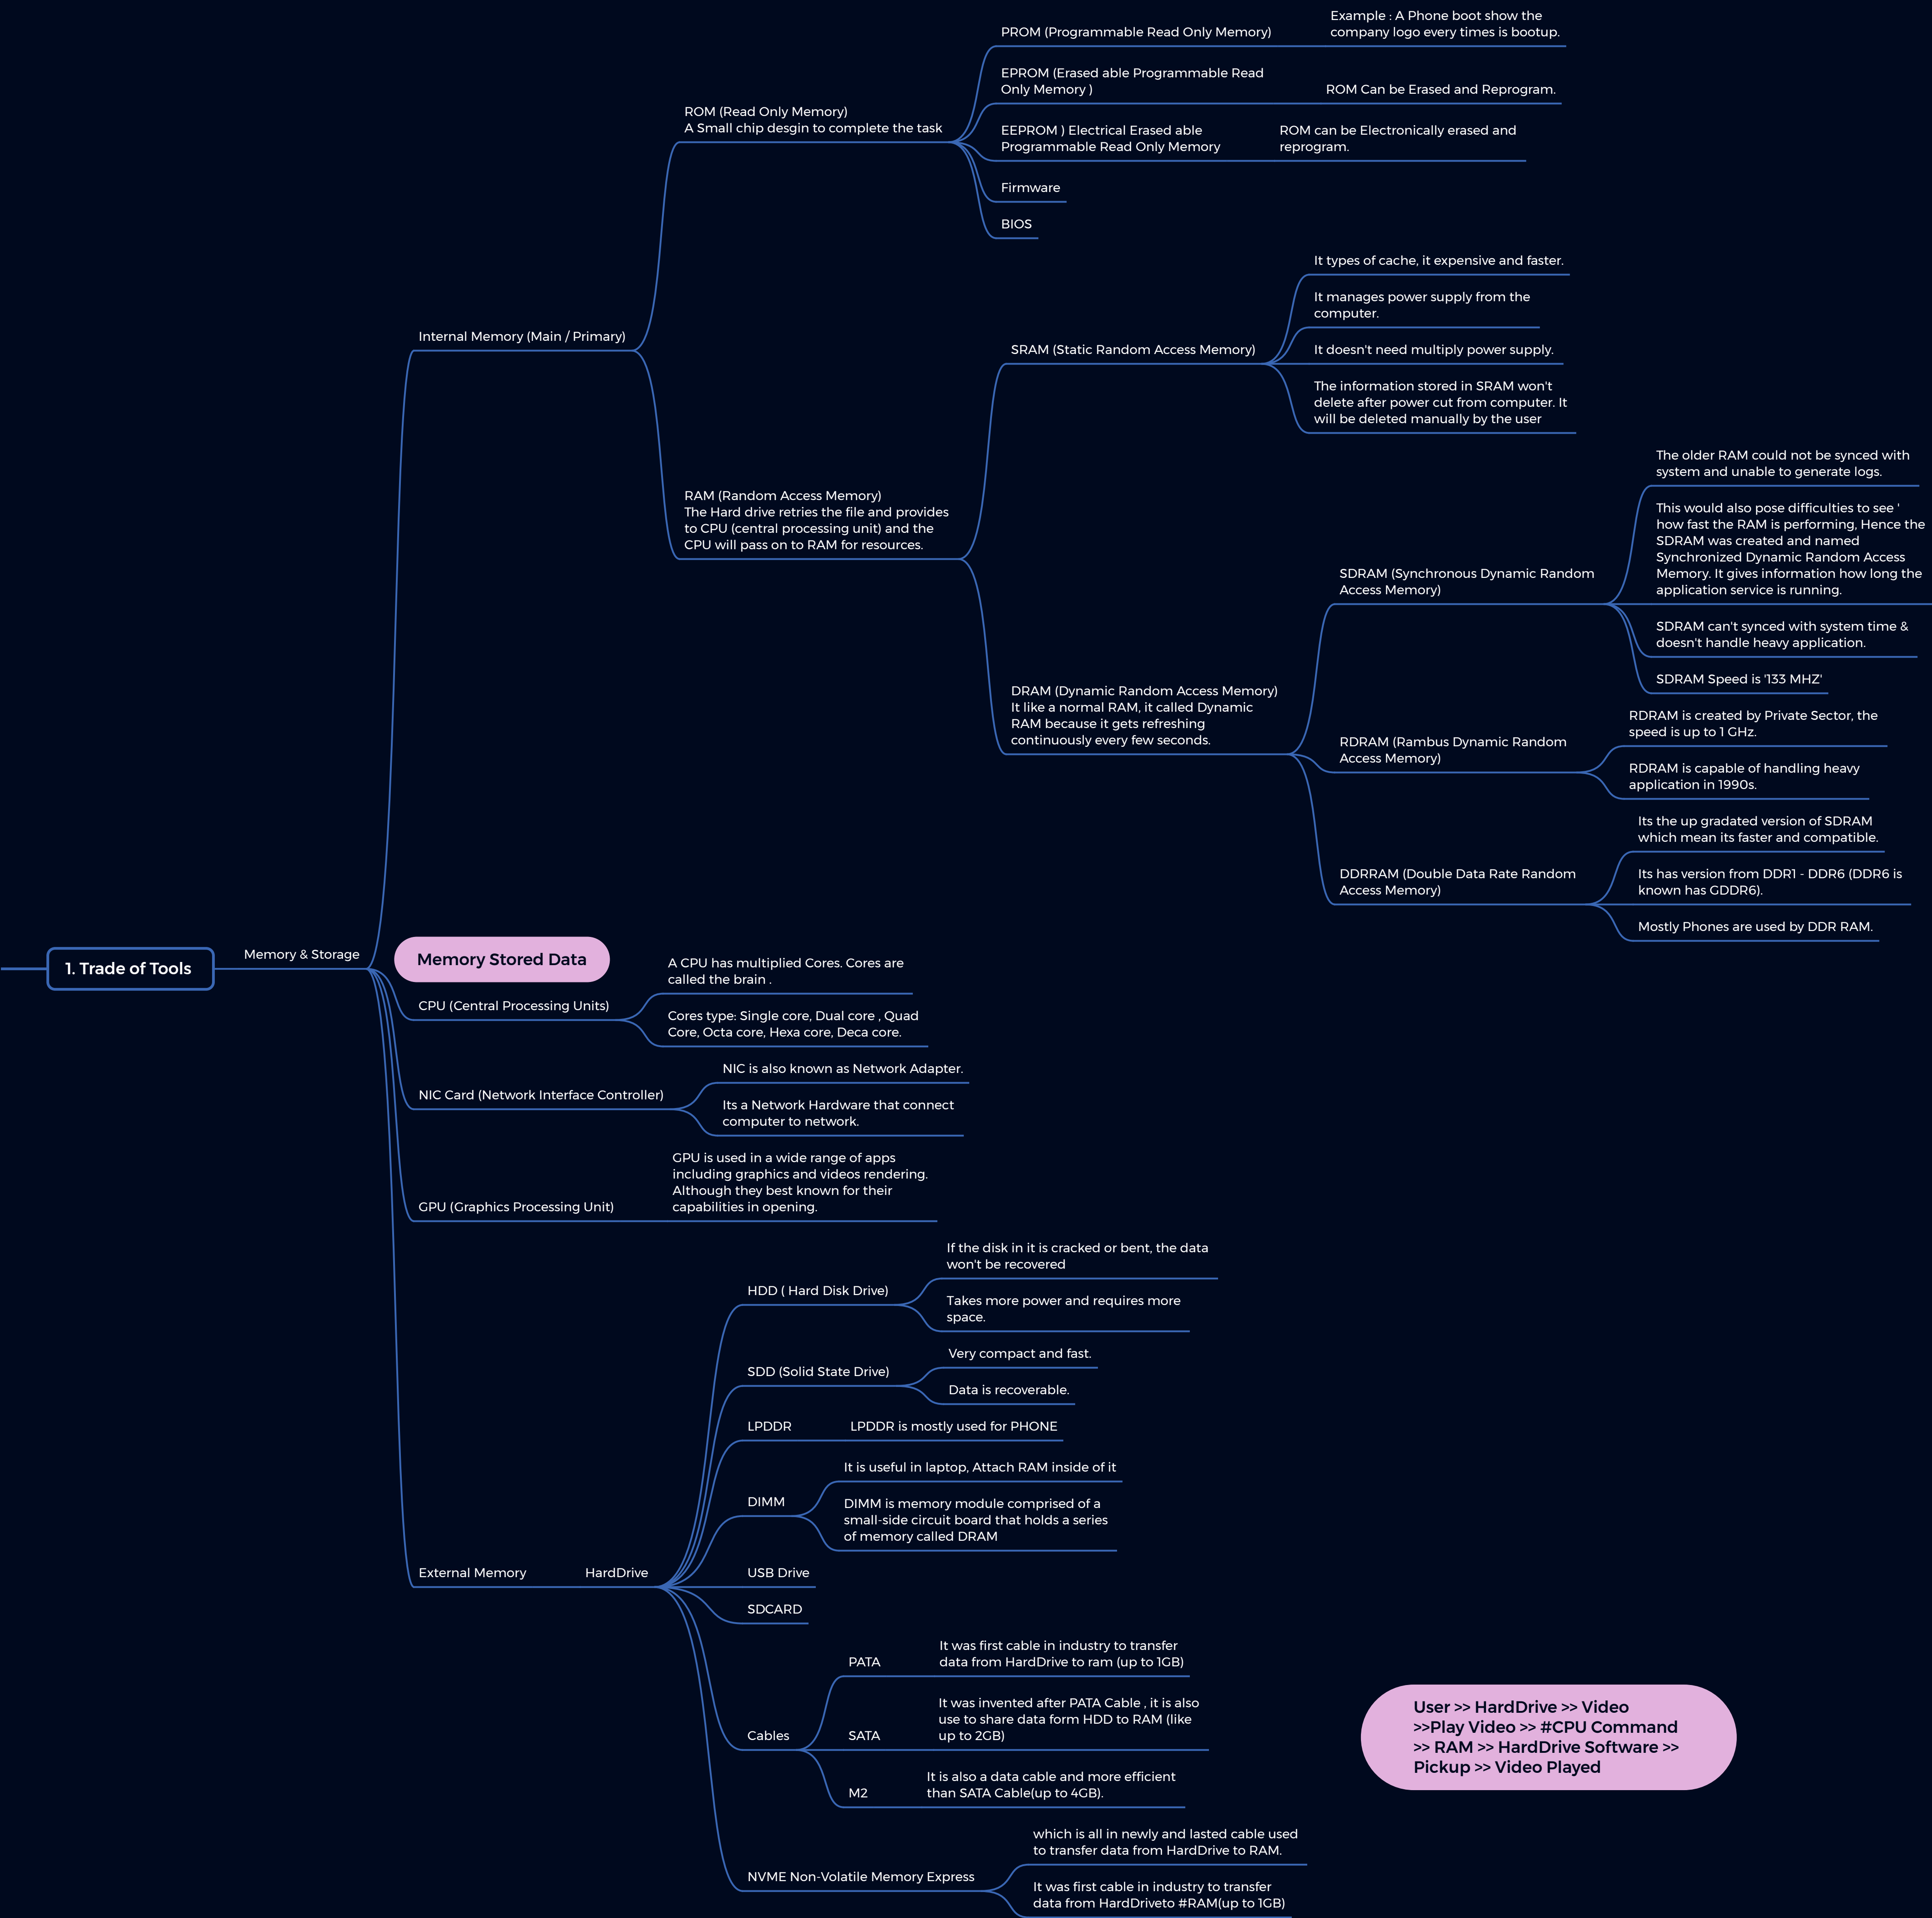 1. Trade of Tools
Memory & Storage
Internal Memory (Main / Primary)
ROM (Read Only Memory)
A Small chip desgin to complete the task
PROM (Programmable Read Only Memory)
Example : A Phone boot show the
company logo every times is bootup.
EPROM (Erased able Programmable Read
Only Memory )
ROM Can be Erased and Reprogram.
EEPROM ) Electrical Erased able
Programmable Read Only Memory
ROM can be Electronically erased and
reprogram.
Firmware
BIOS
RAM (Random Access Memory)
The Hard drive retries the file and provides
to CPU (central processing unit) and the
CPU will pass on to RAM for resources.
SRAM (Static Random Access Memory)
It types of cache, it expensive and faster.
It manages power supply from the
computer.
It doesn't need multiply power supply.
The information stored in SRAM won't
delete after power cut from computer. It
will be deleted manually by the user
DRAM (Dynamic Random Access Memory)
It like a normal RAM, it called Dynamic
RAM because it gets refreshing
continuously every few seconds.
SDRAM (Synchronous Dynamic Random
Access Memory)
The older RAM could not be synced with
system and unable to generate logs.
This would also pose difficulties to see '
how fast the RAM is performing, Hence the
SDRAM was created and named
Synchronized Dynamic Random Access
Memory. It gives information how long the
application service is running.
SDRAM can't synced with system time &
doesn't handle heavy application.
SDRAM Speed is '133 MHZ'
RDRAM (Rambus Dynamic Random
Access Memory)
RDRAM is created by Private Sector, the
speed is up to 1 GHz.
RDRAM is capable of handling heavy
application in 1990s.
DDRRAM (Double Data Rate Random
Access Memory)
Its the up gradated version of SDRAM
which mean its faster and compatible.
Its has version from DDR1 - DDR6 (DDR6 is
known has GDDR6).
Mostly Phones are used by DDR RAM.
Memory Stored Data
CPU (Central Processing Units)
A CPU has multiplied Cores. Cores are
called the brain .
Cores type: Single core, Dual core , Quad
Core, Octa core, Hexa core, Deca core.
NIC Card (Network Interface Controller)
NIC is also known as Network Adapter.
Its a Network Hardware that connect
computer to network.
GPU (Graphics Processing Unit)
GPU is used in a wide range of apps
including graphics and videos rendering.
Although they best known for their
capabilities in opening.
External Memory
HardDrive
HDD ( Hard Disk Drive)
If the disk in it is cracked or bent, the data
won't be recovered
Takes more power and requires more
space.
SDD (Solid State Drive)
Very compact and fast.
Data is recoverable.
LPDDR
LPDDR is mostly used for PHONE
DIMM
It is useful in laptop, Attach RAM inside of it
DIMM is memory module comprised of a
small-side circuit board that holds a series
of memory called DRAM
USB Drive
SDCARD
Cables
PATA
It was first cable in industry to transfer
data from HardDrive to ram (up to 1GB)
SATA
It was invented after PATA Cable , it is also
use to share data form HDD to RAM (like
up to 2GB)
M2
It is also a data cable and more efficient
than SATA Cable(up to 4GB).
NVME Non-Volatile Memory Express
which is all in newly and lasted cable used
to transfer data from HardDrive to RAM.
It was first cable in industry to transfer
data from HardDriveto #RAM(up to 1GB)
User >> HardDrive >> Video
>>Play Video >> #CPU Command
>> RAM >> HardDrive Software >>
Pickup >> Video Played